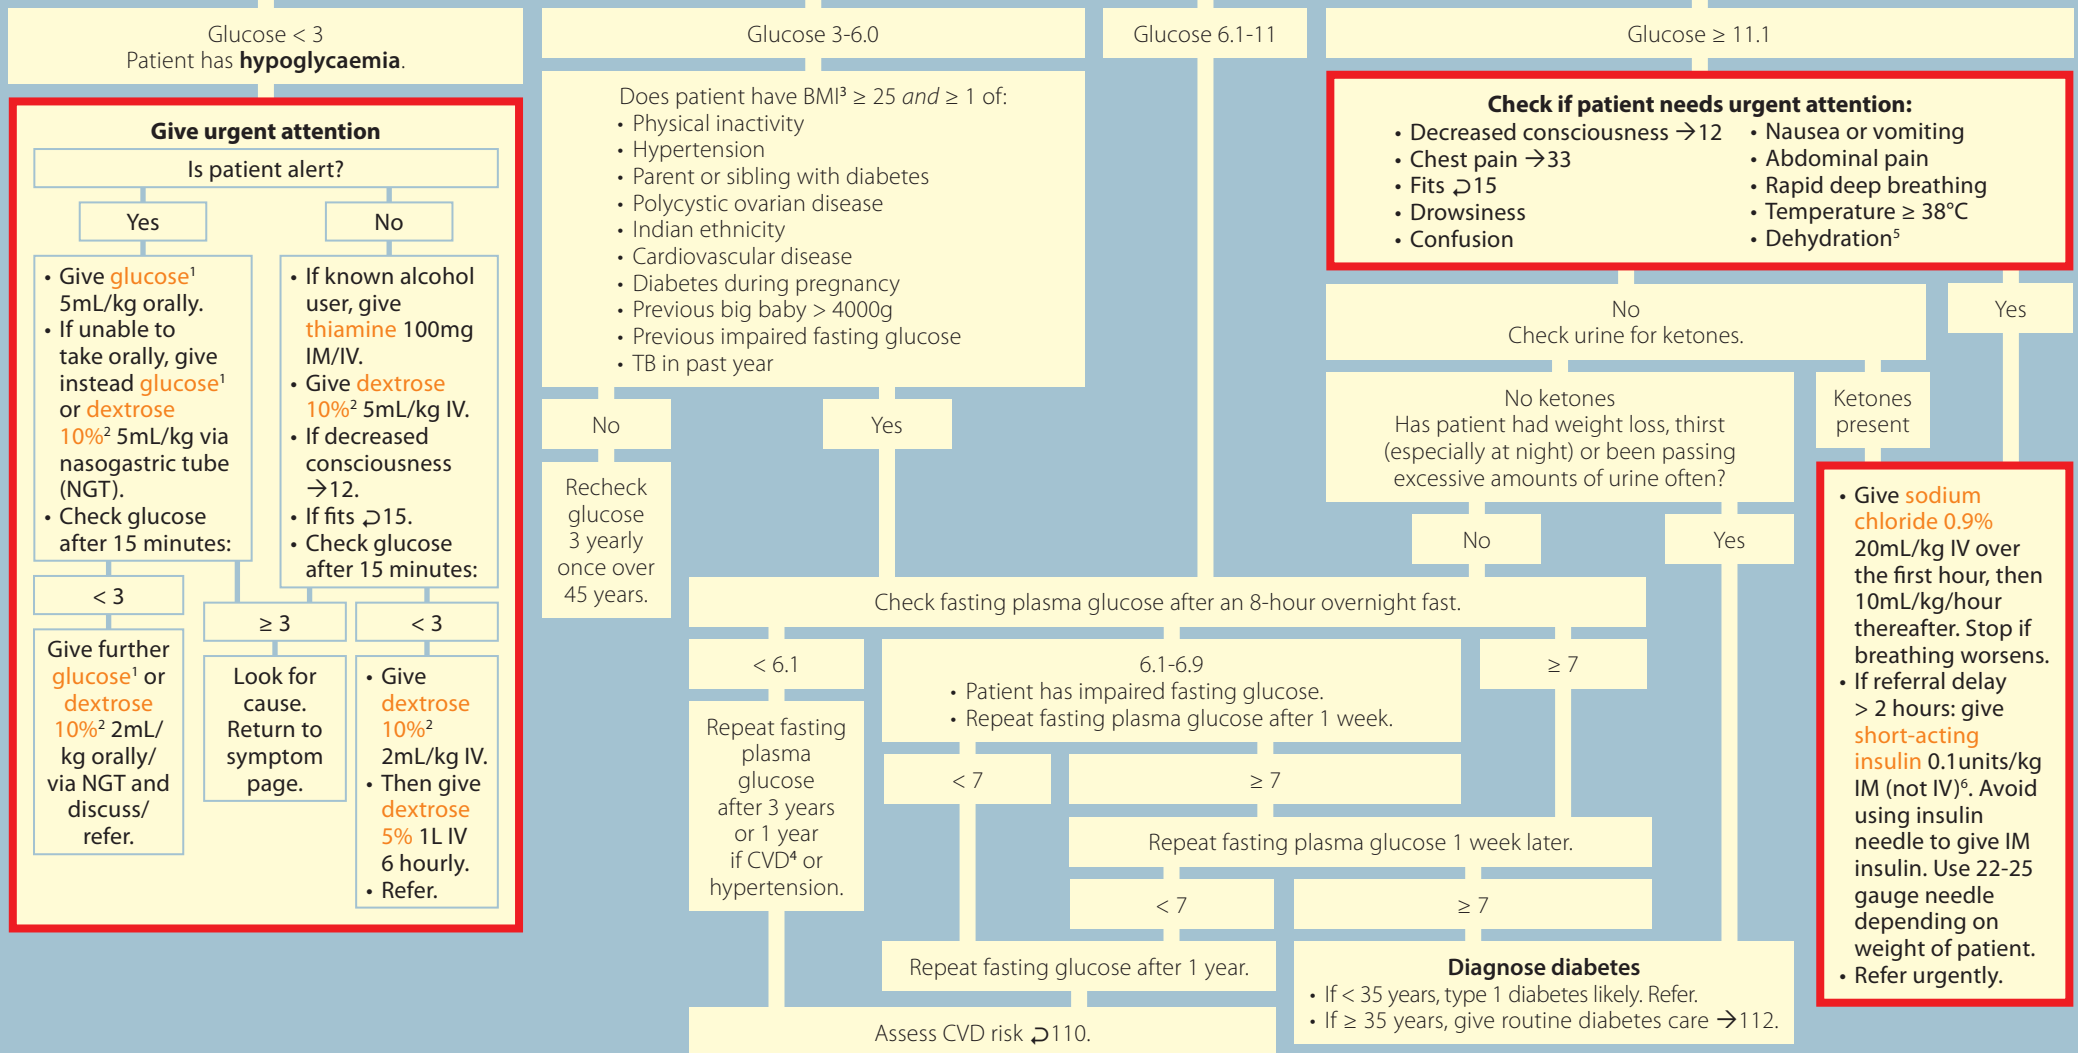 Glucose < 3
Patient has hypoglycaemia.
Give urgent attention
Is patient alert?
Yes
No
• Give glucose¹
5mL/kg orally.
• If unable to
take orally, give
instead glucose¹
or dextrose
10%² 5mL/kg via
nasogastric tube
(NGT).
• Check glucose
after 15 minutes:
• If known alcohol
user, give
thiamine 100mg
IM/IV.
• Give dextrose
10%² 5mL/kg IV.
• If decreased
consciousness
→12.
• If fits ⊋15.
• Check glucose
after 15 minutes:
< 3
≥ 3
< 3
Give further
glucose¹ or
dextrose
10%² 2mL/
kg orally/
via NGT and
discuss/
refer.
Look for
cause.
Return to
symptom
page.
• Give
dextrose
10%²
2mL/kg IV.
• Then give
dextrose
5% 1L IV
6 hourly.
• Refer.
Glucose 3-6.0
Does patient have BMI³ ≥ 25 and ≥ 1 of:
• Physical inactivity
• Hypertension
• Parent or sibling with diabetes
• Polycystic ovarian disease
• Indian ethnicity
• Cardiovascular disease
• Diabetes during pregnancy
• Previous big baby > 4000g
• Previous impaired fasting glucose
• TB in past year
No
Yes
Recheck
glucose
3 yearly
once over
45 years.
Glucose 6.1-11
Glucose ≥ 11.1
Check if patient needs urgent attention:
• Decreased consciousness →12
• Chest pain →33
• Fits ⊋15
• Drowsiness
• Confusion
• Nausea or vomiting
• Abdominal pain
• Rapid deep breathing
• Temperature ≥ 38°C
• Dehydration⁵
No
Check urine for ketones.
Yes
No ketones
Has patient had weight loss, thirst
(especially at night) or been passing
excessive amounts of urine often?
Ketones
present
No
Yes
• Give sodium
chloride 0.9%
20mL/kg IV over
the first hour, then
10mL/kg/hour
thereafter. Stop if
breathing worsens.
• If referral delay
> 2 hours: give
short-acting
insulin 0.1units/kg
IM (not IV)⁶. Avoid
using insulin
needle to give IM
insulin. Use 22-25
gauge needle
depending on
weight of patient.
• Refer urgently.
Check fasting plasma glucose after an 8-hour overnight fast.
< 6.1
6.1-6.9
• Patient has impaired fasting glucose.
• Repeat fasting plasma glucose after 1 week.
≥ 7
Repeat fasting
plasma
glucose
after 3 years
or 1 year
if CVD⁴ or
hypertension.
< 7
≥ 7
Repeat fasting plasma glucose 1 week later.
< 7
≥ 7
Repeat fasting glucose after 1 year.
Diagnose diabetes
• If < 35 years, type 1 diabetes likely. Refer.
• If ≥ 35 years, give routine diabetes care →112.
Assess CVD risk ⊋110.